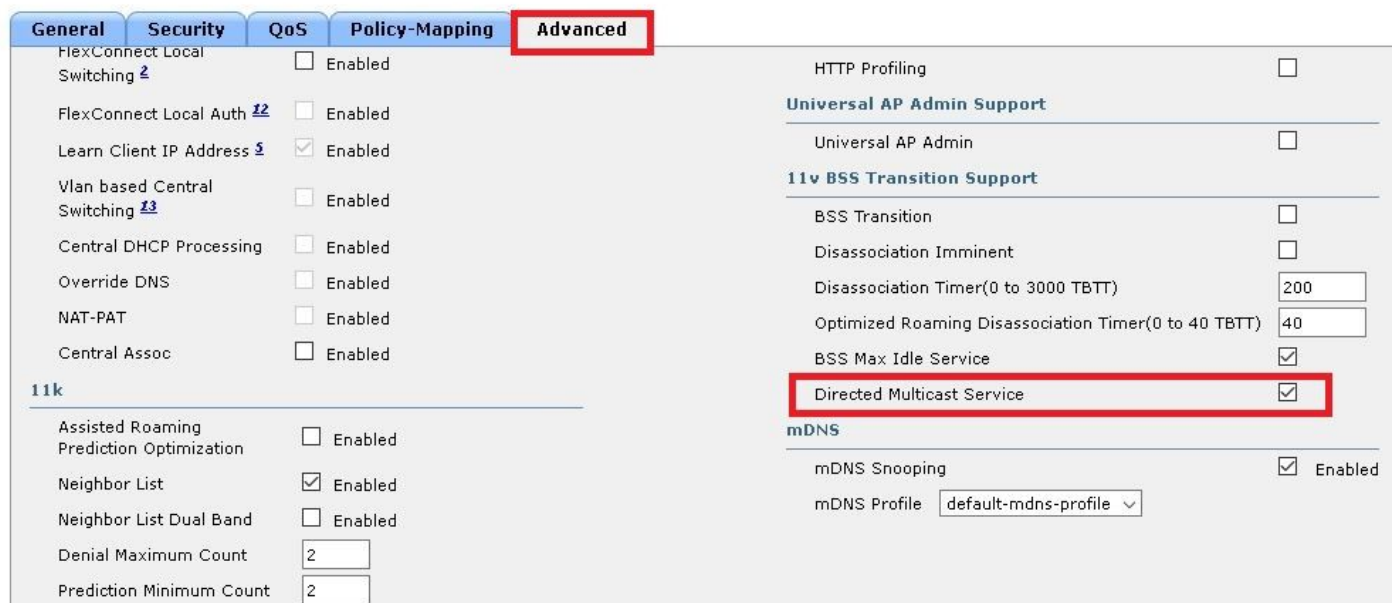 General Security QoS Policy-Mapping Advanced
FlexConnect Local
Switching 2
Enabled
FlexConnect Local Auth 12 Enabled
Learn Client IP Address 5 Enabled
Vlan based Central
Switching 13
Enabled
Central DHCP Processing Enabled
Override DNS Enabled
NAT-PAT Enabled
Central Assoc Enabled
11k
Assisted Roaming
Prediction Optimization
Enabled
Neighbor List Enabled
Neighbor List Dual Band Enabled
Denial Maximum Count 2
Prediction Minimum Count 2
HTTP Profiling
Universal AP Admin Support
Universal AP Admin
11v BSS Transition Support
BSS Transition
Disassociation Imminent
Disassociation Timer(0 to 3000 TBTT) 200
Optimized Roaming Disassociation Timer(0 to 40 TBTT) 40
BSS Max Idle Service
Directed Multicast Service
mDNS
mDNS Snooping Enabled
mDNS Profile default-mdns-profile